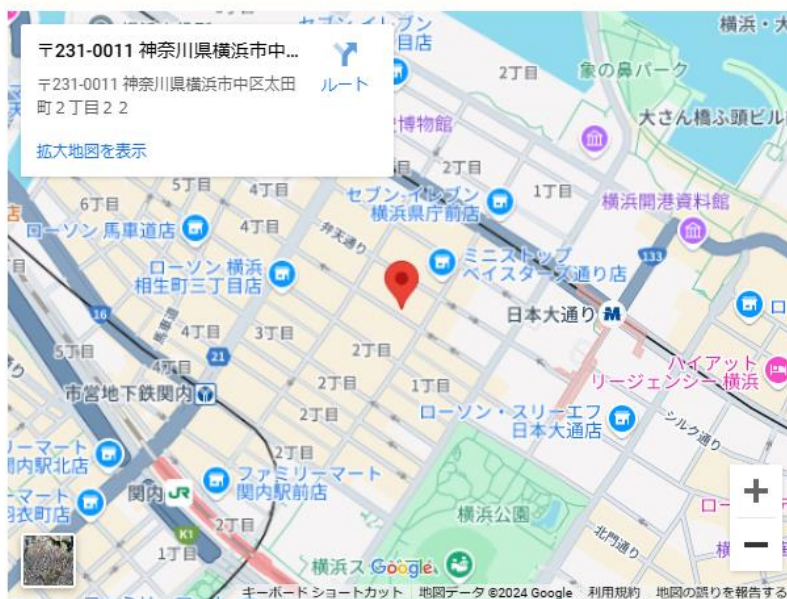 〒231-0011 神奈川県横浜市中...
〒231-0011 神奈川県横浜市中区太田
町2丁目22
ルート
拡大地図を表示
セブン-イレブン
目店
2丁目
象の鼻パーク
横浜・大
大さん橋ふ頭ビル
博物館
2丁目
1丁目
横浜開港資料館
5丁目
4丁目
6丁目
セブン-イレブン
横浜県庁前店
店
ローソン 馬車道店
4丁目
弁天通り
ミニストップ
ベイスターズ通り店
133
ローソン 横浜
相生町三丁目店
日本大通り
16
馬車道
4丁目
3丁目
5丁目
4丁目
21
2丁目
ハイアット
リージェンシー 横浜
市営地下鉄関内
2丁目
1丁目
2丁目
ローソン・スリーエフ
日本大通店
シルク通り
リーマート
関内駅北店
2丁目
ファミリーマート
関内駅前店
関内
JR
マート
羽衣町店
2丁目
横浜公園
北門通り
K1
1丁目
横浜ス
Google
+
−
キーボード ショートカット
地図データ ©2024 Google
利用規約
地図の誤りを報告する